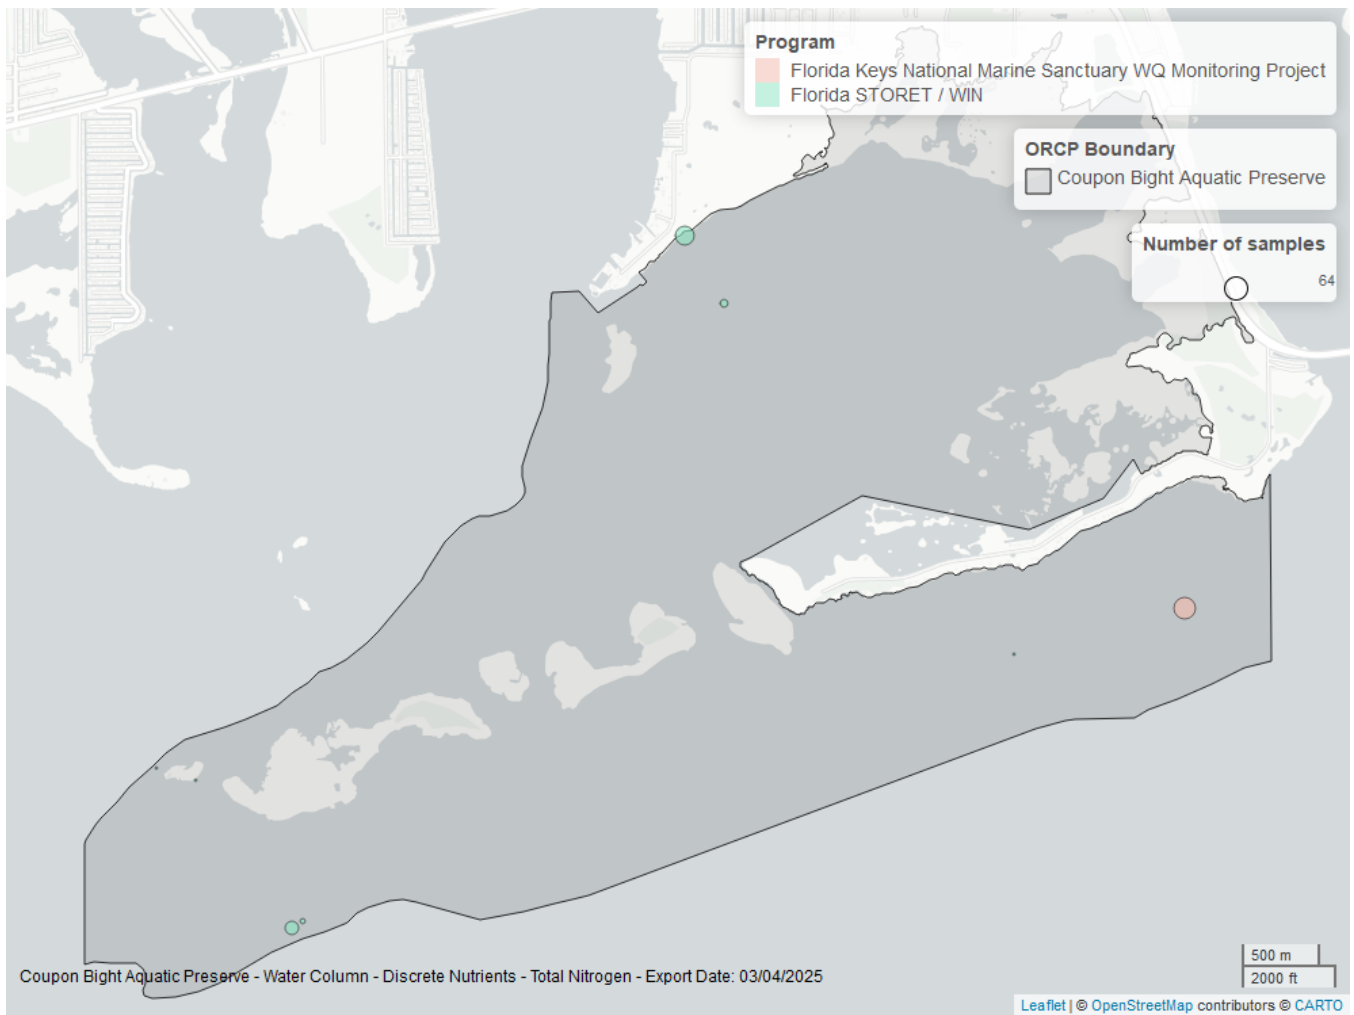 Program
Florida Keys National Marine Sanctuary WQ Monitoring Project
Florida STORET / WIN
ORCP Boundary
Coupon Bight Aquatic Preserve
Number of samples
64
500 m
2000 ft
Coupon Bight Aquatic Preserve - Water Column - Discrete Nutrients - Total Nitrogen - Export Date: 03/04/2025
Leaflet | © OpenStreetMap contributors © CARTO